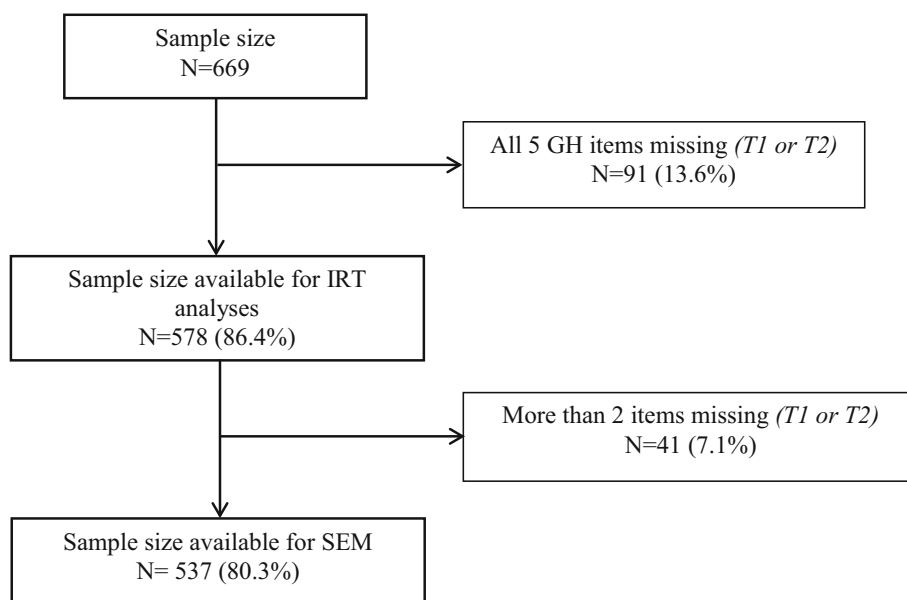 Sample size
N=669
All 5 GH items missing (T1 or T2)
N=91 (13.6%)
Sample size available for IRT
analyses
N=578 (86.4%)
More than 2 items missing (T1 or T2)
N=41 (7.1%)
Sample size available for SEM
N= 537 (80.3%)